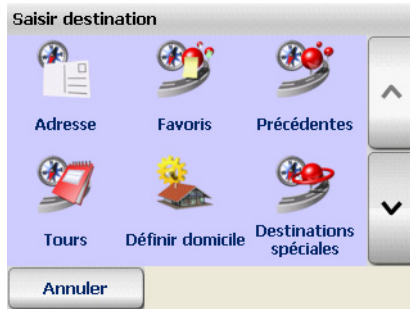 Saisir destination
Adresse Favoris Précédentes
Tours Définir domicile Destinations spéciales
Annuler